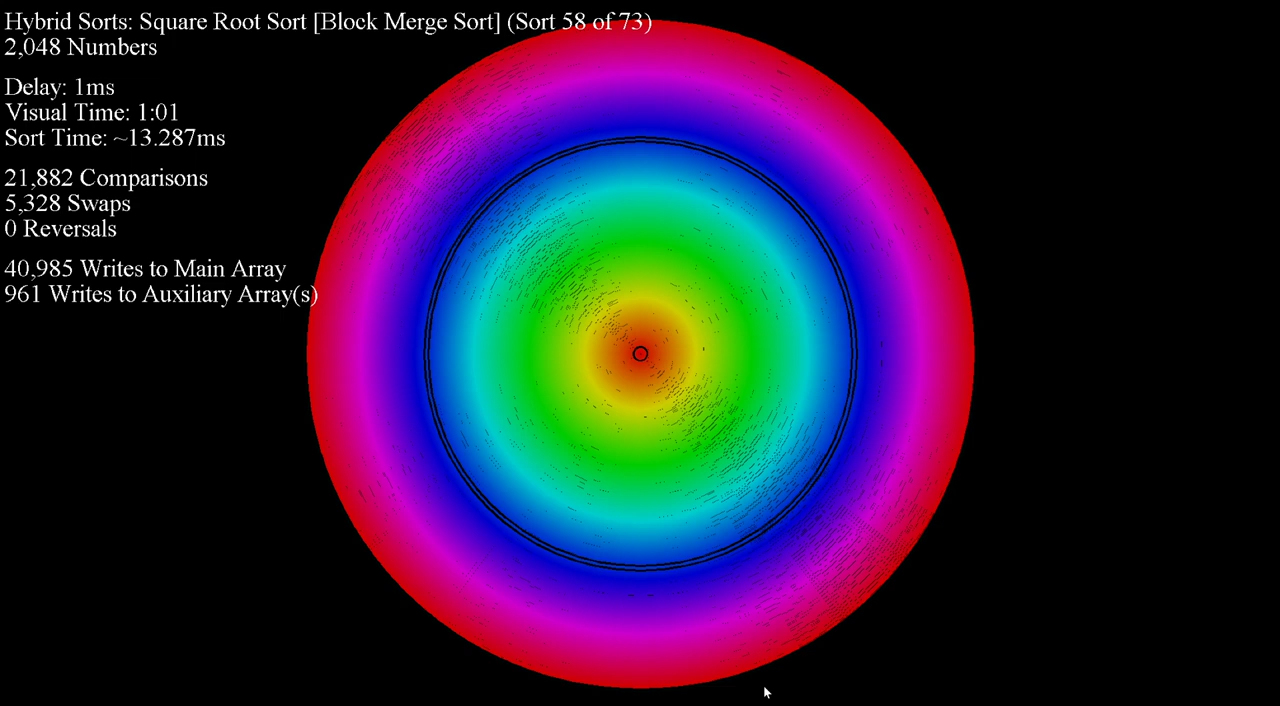 Hybrid Sorts: Square Root Sort [Block Merge Sort] (Sort 58 of 73)
2,048 Numbers
Delay: 1ms
Visual Time: 1:01
Sort Time: ~13.287ms
21,882 Comparisons
5,328 Swaps
0 Reversals
40,985 Writes to Main Array
961 Writes to Auxiliary Array(s)